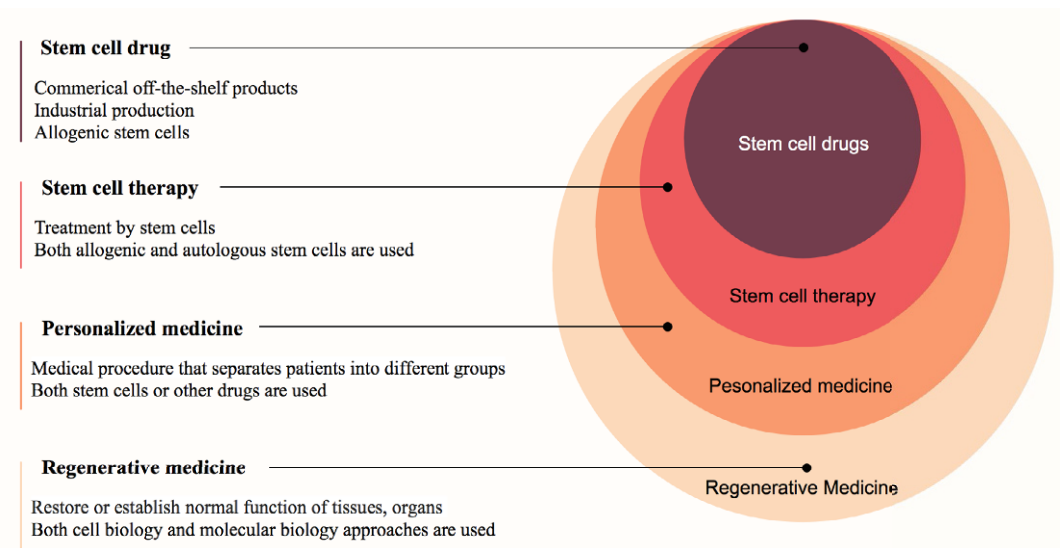 Stem cell drug
Commerical off-the-shelf products
Industrial production
Allogenic stem cells
Stem cell therapy
Treatment by stem cells
Both allogenic and autologous stem cells are used
Personalized medicine
Medical procedure that separates patients into different groups
Both stem cells or other drugs are used
Regenerative medicine
Restore or establish normal function of tissues, organs
Both cell biology and molecular biology approaches are used
Stem cell drugs
Stem cell therapy
Pesonalized medicine
Regenerative Medicine